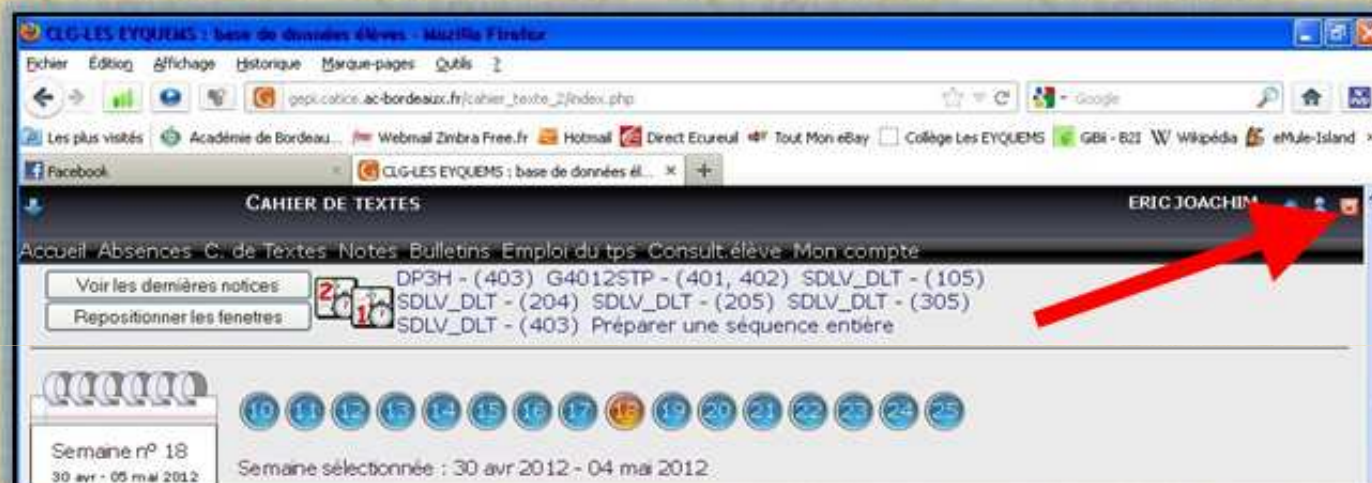 CLG-LES EYQUEMS : base de données élèves - Mozilla Firefox
Fichier Édition Affichage Historique Marque-pages Outils ?
gepi.catice.ac-bordeaux.fr/cahier_texte_2/index.php Google
Les plus visités Académie de Bordeau... Webmail Zimbra Free.fr Hotmail Direct Ecureuil Tout Mon eBay Collège Les EYQUEMS GiBii - B2I Wikipédia eMule-Island
Facebook CLG-LES EYQUEMS : base de données él...
CAHIER DE TEXTES ERIC JOACHIM
Accueil Absences C. de Textes Notes Bulletins Emploi du tps Consult.élève Mon compte
Voir les dernières notices
Repositionner les fenetres
2 1
DP3H - (403) G4012STP - (401, 402) SDLV_DLT - (105)
SDLV_DLT - (204) SDLV_DLT - (205) SDLV_DLT - (305)
SDLV_DLT - (403) Préparer une séquence entière
10 11 12 13 14 15 16 17 18 19 20 21 22 23 24 25
Semaine nº 18
30 avr - 05 mai 2012
Semaine sélectionnée : 30 avr 2012 - 04 mai 2012